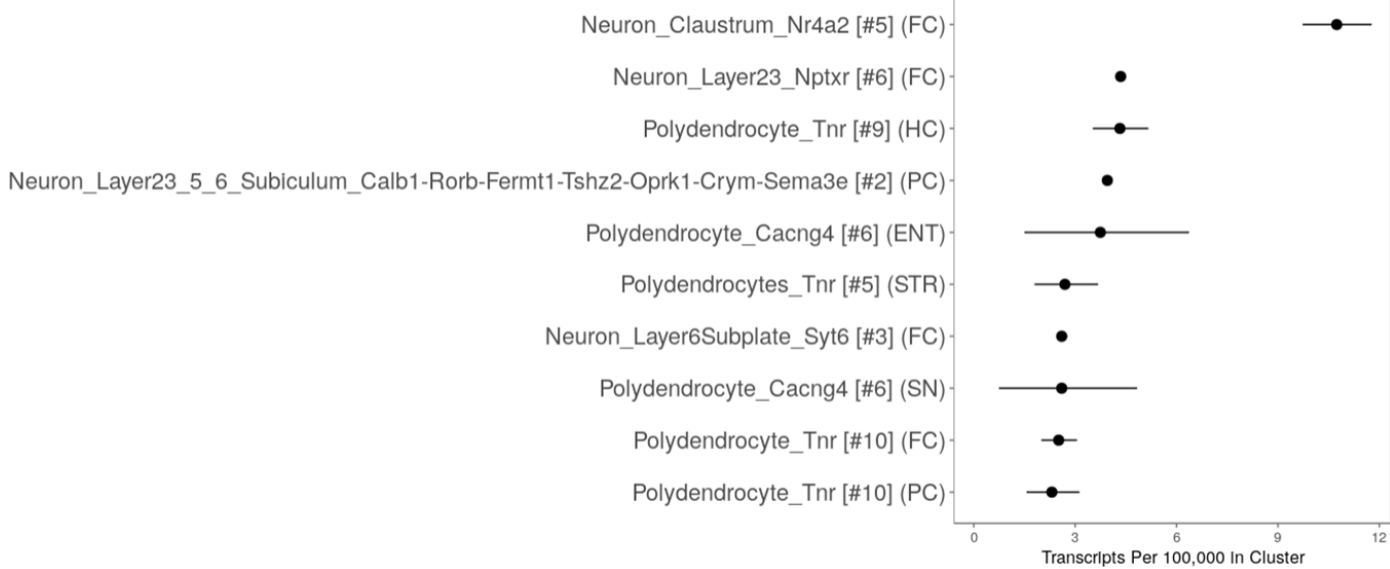 Neuron_Claustrum_Nr4a2 [#5] (FC)
Neuron_Layer23_Nptxr [#6] (FC)
Polydendrocyte_Tnr [#9] (HC)
Neuron_Layer23_5_6_Subiculum_Calb1-Rorb-Fermt1-Tshz2-Oprk1-Crym-Sema3e [#2] (PC)
Polydendrocyte_Cacng4 [#6] (ENT)
Polydendrocytes_Tnr [#5] (STR)
Neuron_Layer6Subplate_Syt6 [#3] (FC)
Polydendrocyte_Cacng4 [#6] (SN)
Polydendrocyte_Tnr [#10] (FC)
Polydendrocyte_Tnr [#10] (PC)
0 3 6 9 12
Transcripts Per 100,000 in Cluster